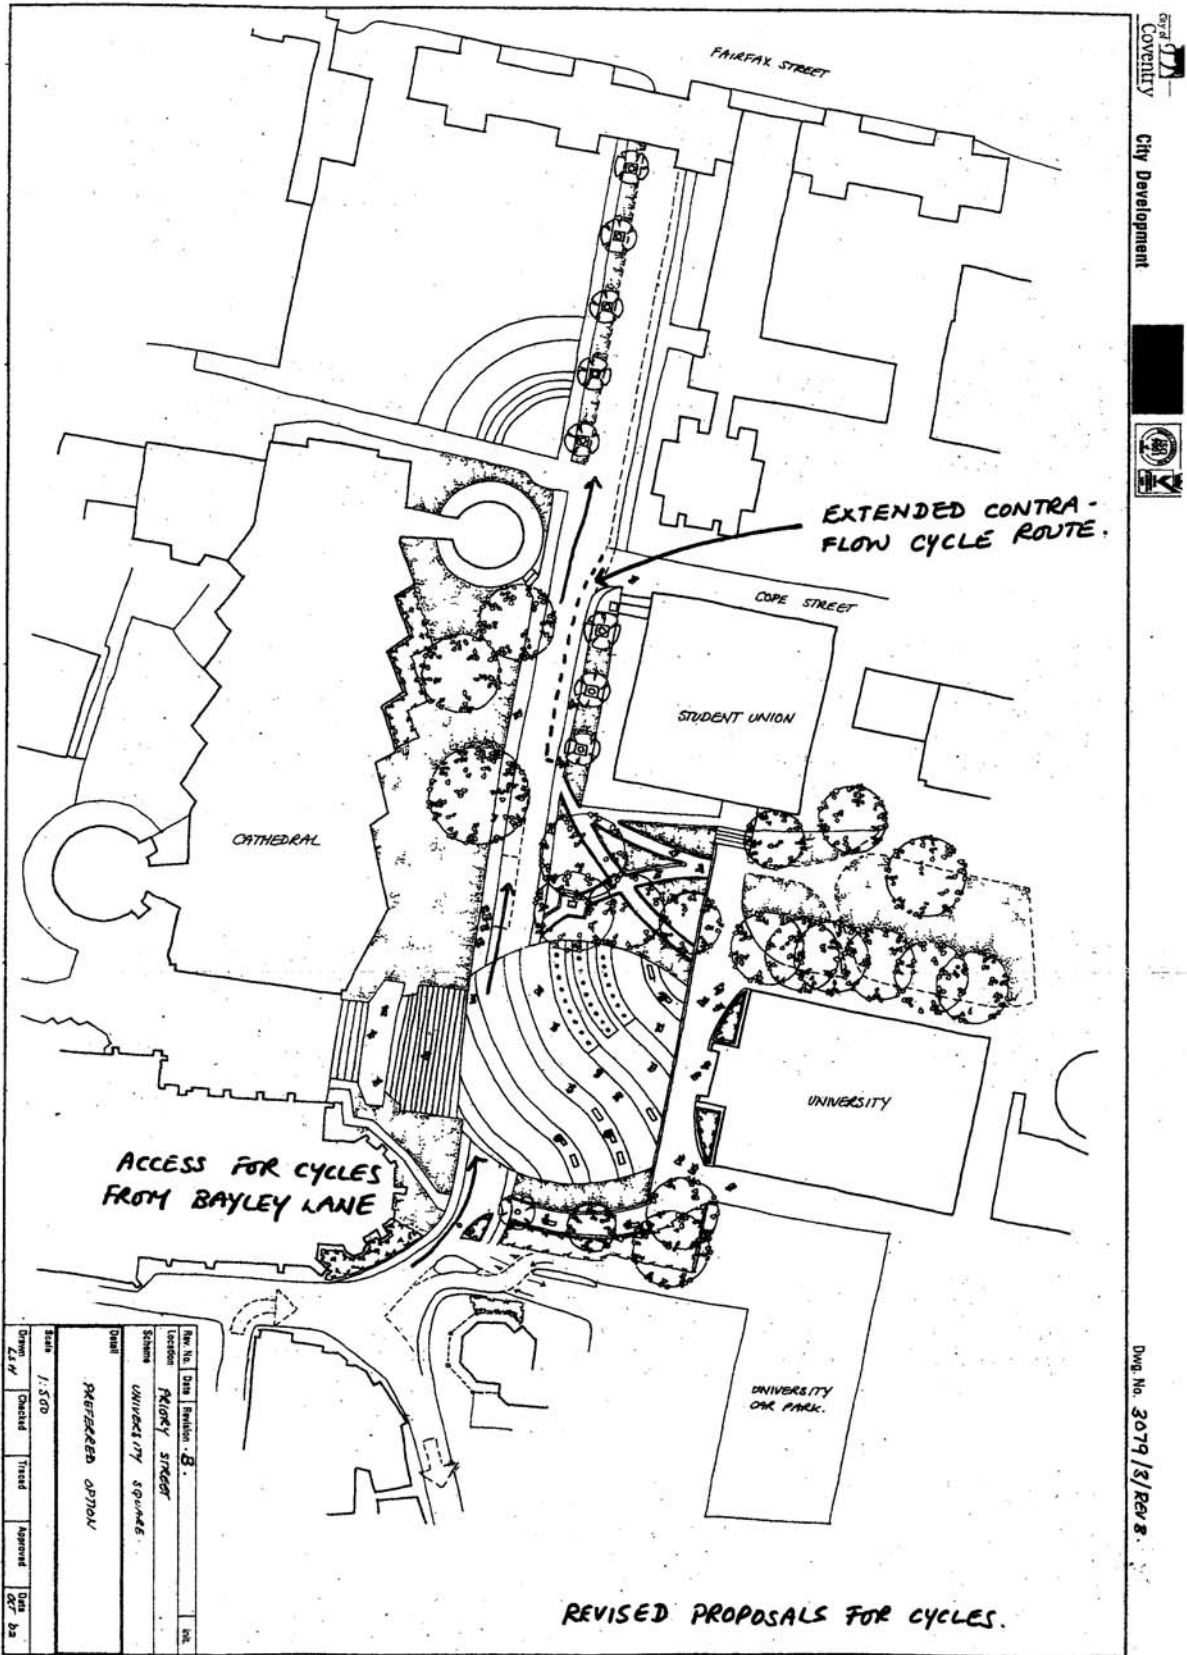 City of
Coventry
City Development
Dwg. No. 3079/3/REV B.
FAIRFAX STREET
EXTENDED CONTRA-
FLOW CYCLE ROUTE.
COPE STREET
STUDENT UNION
CATHEDRAL
UNIVERSITY
ACCESS FOR CYCLES
FROM BAYLEY LANE
UNIVERSITY
CAR PARK.
REVISED PROPOSALS FOR CYCLES.
Rev. No. Date Revision - B. Init.
Location PRIORY STREET
Scheme UNIVERSITY SQUARE.
Detail
PREFERRED OPTION
Scale 1:500
Drawn Checked Traced Approved Date
LSH OCT